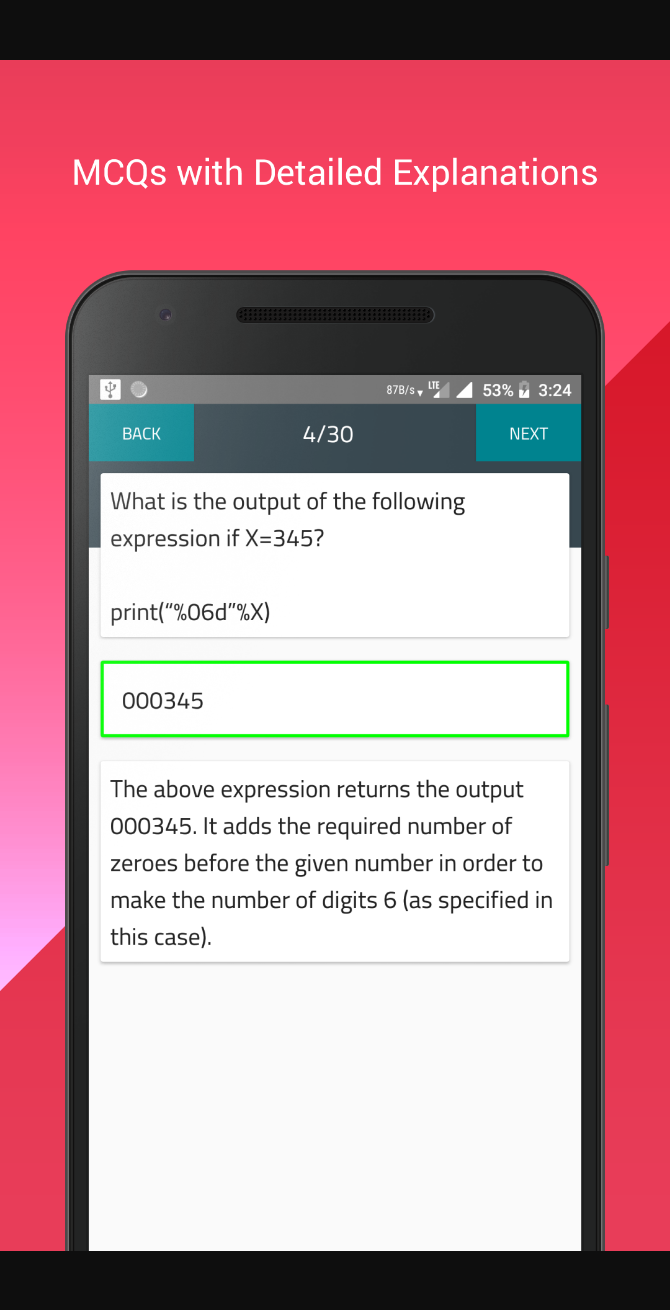 MCQs with Detailed Explanations
87B/s LTE 53% 3:24
BACK 4/30 NEXT
What is the output of the following
expression if X=345?
print(“%06d”%X)
000345
The above expression returns the output
000345. It adds the required number of
zeroes before the given number in order to
make the number of digits 6 (as specified in
this case).